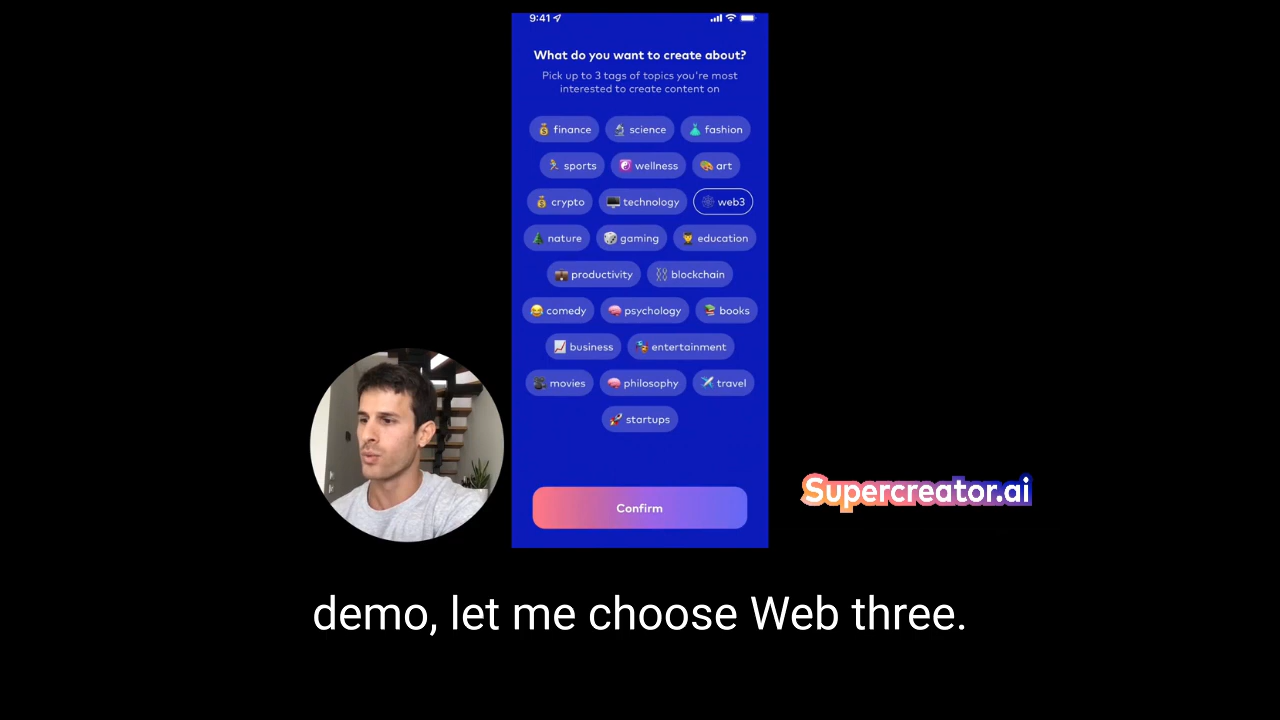 9:41
What do you want to create about?
Pick up to 3 tags of topics you're most
interested to create content on
finance science fashion
sports wellness art
crypto technology web3
nature gaming education
productivity blockchain
comedy psychology books
business entertainment
movies philosophy travel
startups
Confirm
Supercreator.ai
demo, let me choose Web three.